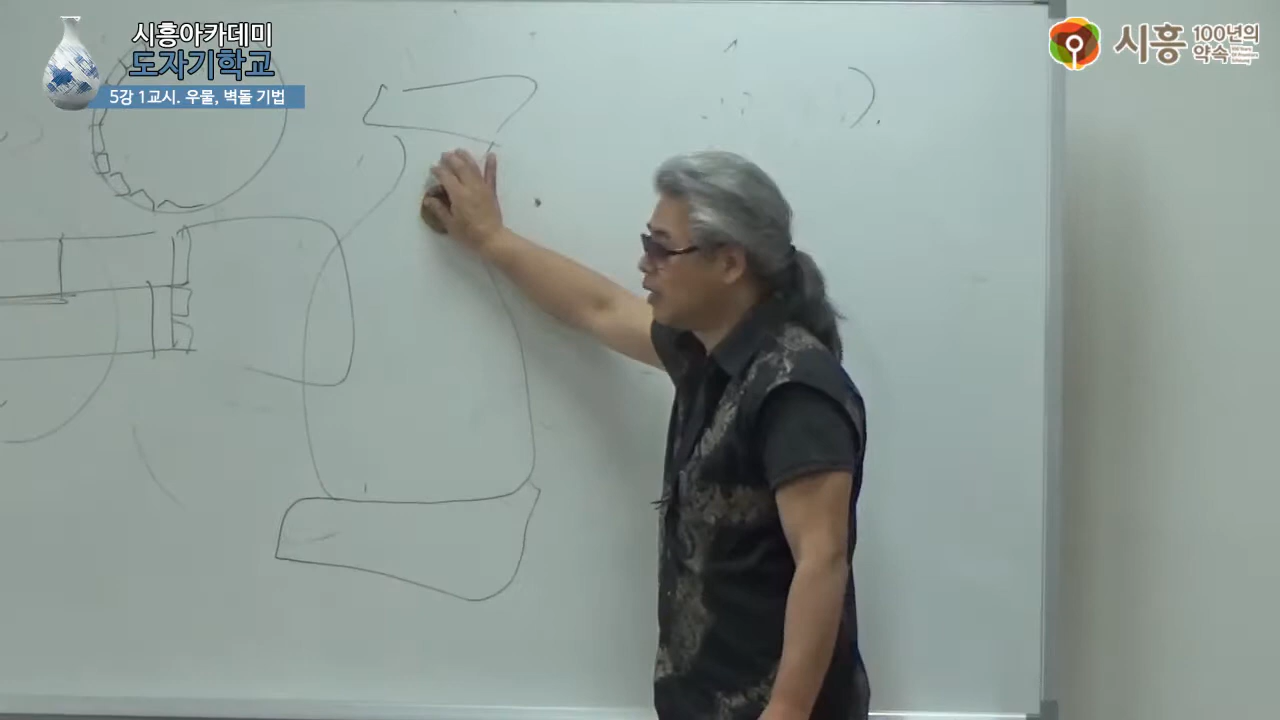 시흥아카데미
도자기학교
5강 1교시. 우물, 벽돌 기법
시흥 100년의
약속